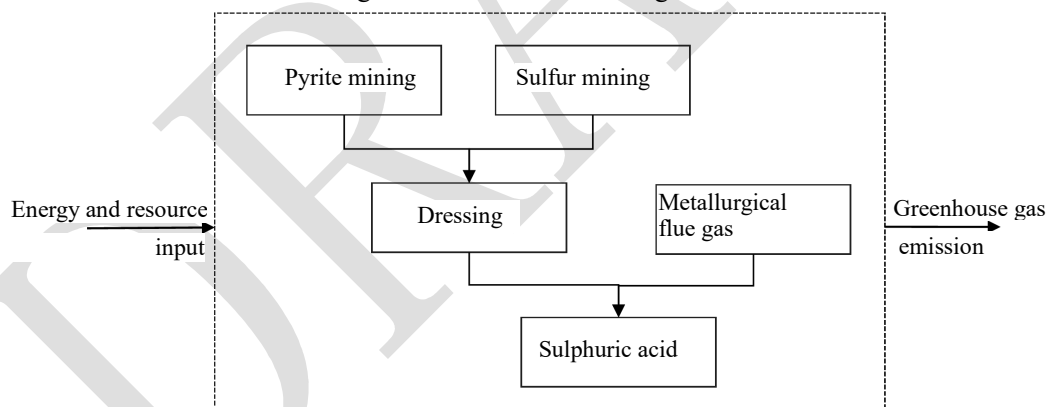 Pyrite mining
Sulfur mining
Energy and resource
input
Dressing
Metallurgical
flue gas
Greenhouse gas
emission
Sulphuric acid